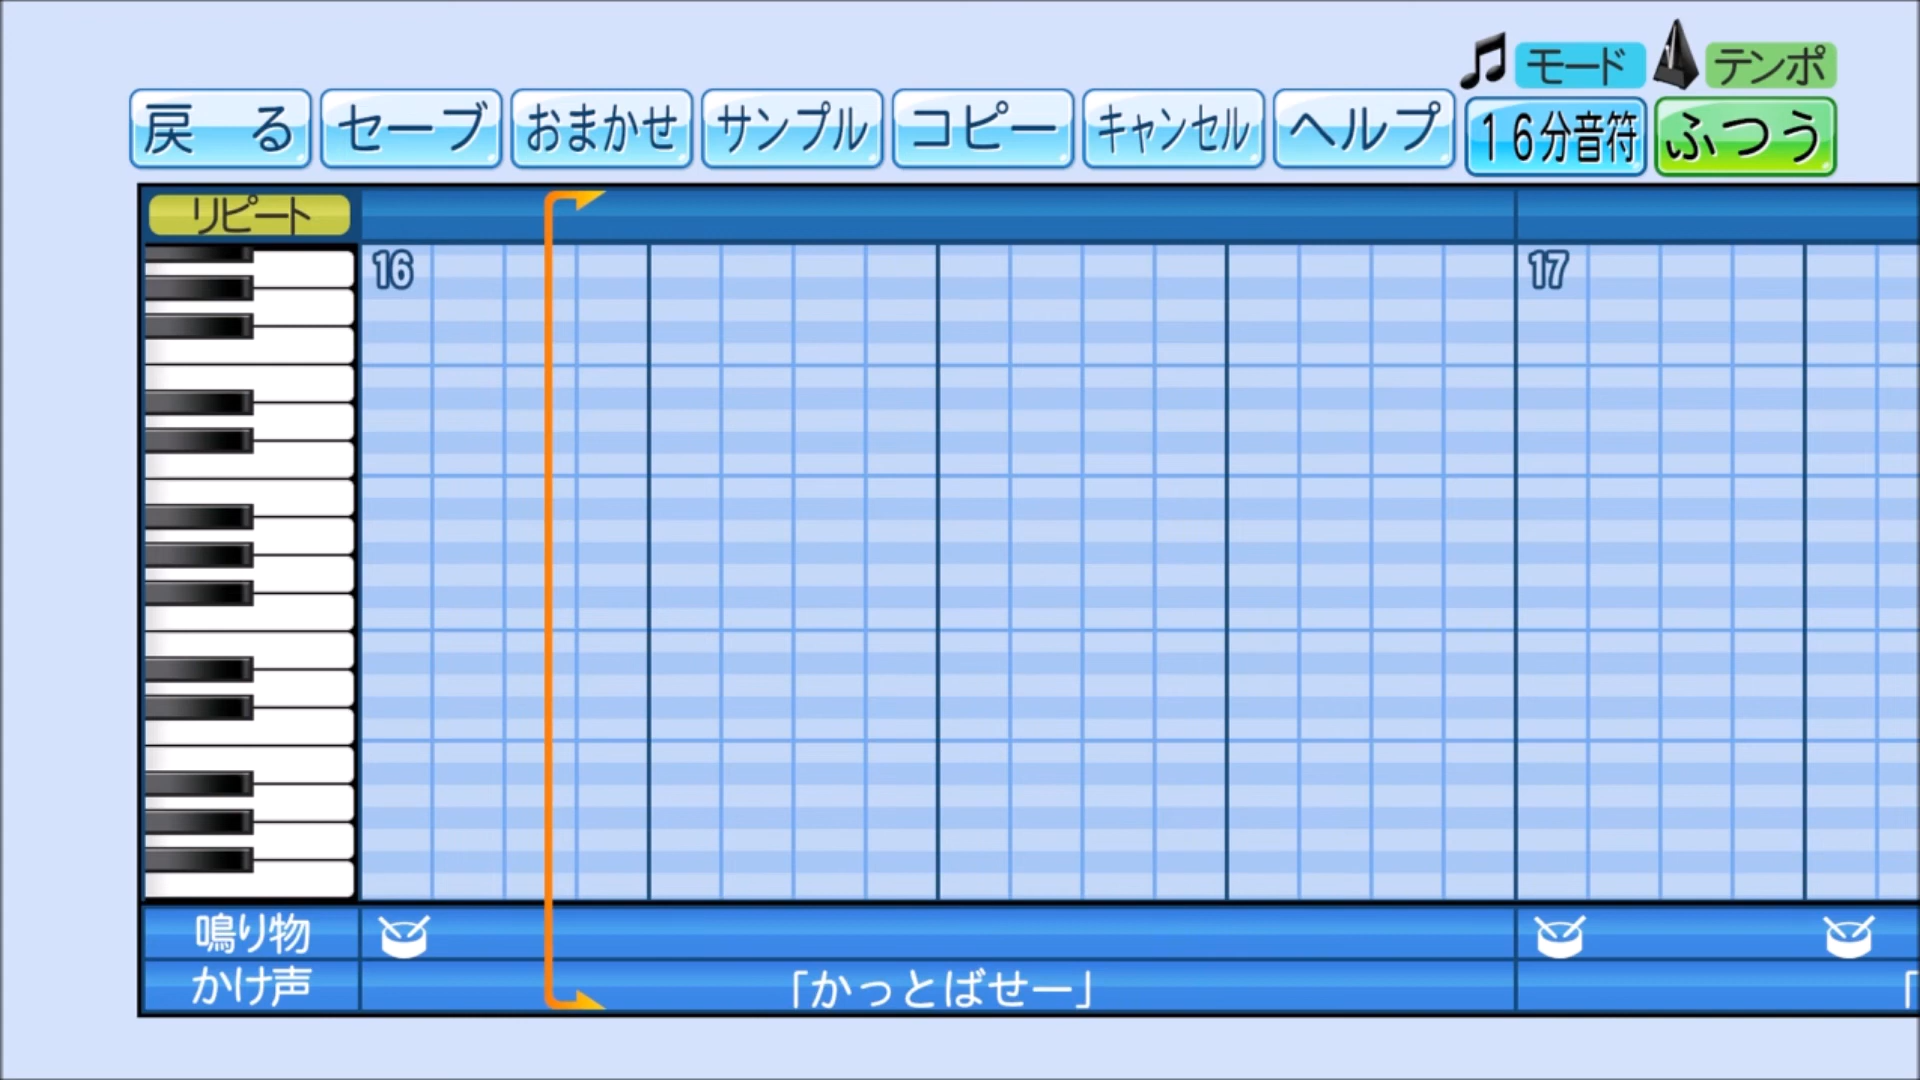 モード テンポ
戻る セーブ おまかせ サンプル コピー キャンセル ヘルプ 16分音符 ふつう
リピート
16 17
鳴り物
かけ声 「かっとばせー」 「